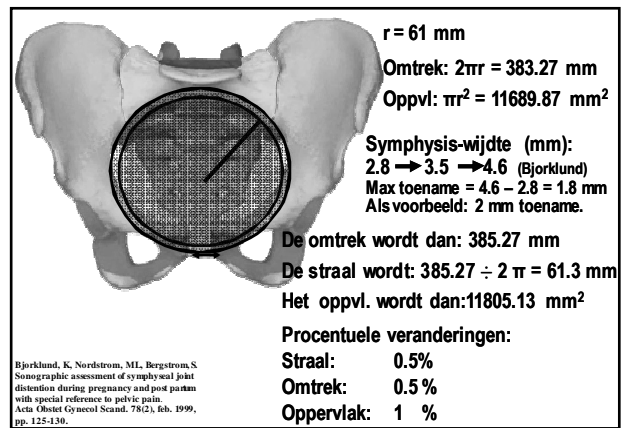 r = 61 mm
Omtrek: 2πr = 383.27 mm
Oppvl: πr² = 11689.87 mm²
Symphysis-wijdte (mm):
2.8 → 3.5 → 4.6 (Bjorklund)
Max toename = 4.6 – 2.8 = 1.8 mm
Als voorbeeld: 2 mm toename.
De omtrek wordt dan: 385.27 mm
De straal wordt: 385.27 ÷ 2 π = 61.3 mm
Het oppvl. wordt dan:11805.13 mm²
Procentuele veranderingen:
Straal: 0.5%
Omtrek: 0.5 %
Oppervlak: 1 %
Bjorklund, K, Nordstrom, ML, Bergstrom, S.
Sonographic assessment of symphyseal joint
distention during pregnancy and post partum
with special reference to pelvic pain.
Acta Obstet Gynecol Scand. 78(2), feb. 1999,
pp. 125-130.